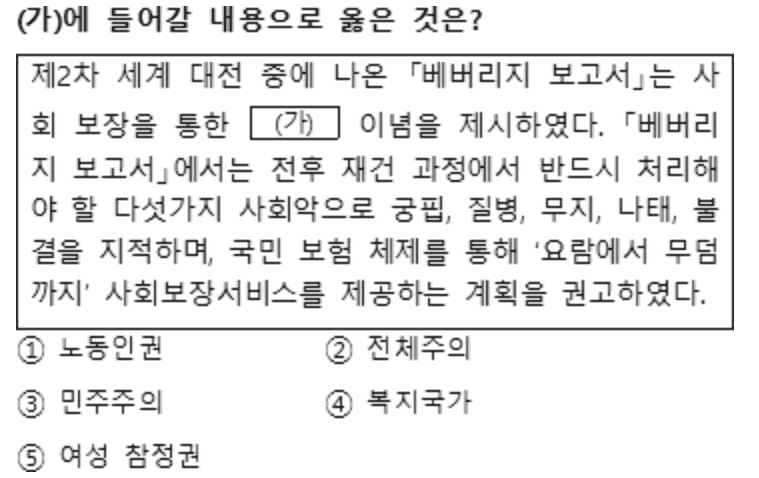 (가)에 들어갈 내용으로 옳은 것은?
제2차 세계 대전 중에 나온 「베버리지 보고서」는 사
회 보장을 통한 (가) 이념을 제시하였다. 「베버리
지 보고서」에서는 전후 재건 과정에서 반드시 처리해
야 할 다섯가지 사회악으로 궁핍, 질병, 무지, 나태, 불
결을 지적하며, 국민 보험 체제를 통해 ‘요람에서 무덤
까지’ 사회보장서비스를 제공하는 계획을 권고하였다.
① 노동인권 ② 전체주의
③ 민주주의 ④ 복지국가
⑤ 여성 참정권